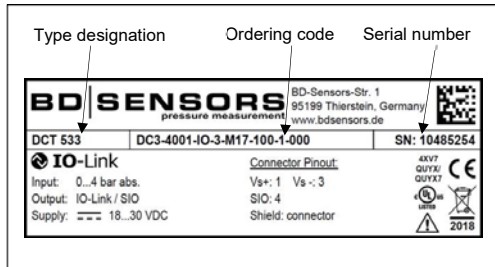 Type designation Ordering code Serial number
BD SENSORS
pressure measurement
BD-Sensors-Str. 1
95199 Thierstein, Germany
www.bdsensors.de
DCT 533 DC3-4001-IO-3-M17-100-1-000 SN: 10485254
IO-Link
Input: 0...4 bar abs.
Output: IO-Link / SIO
Supply: 18...30 VDC
Connector Pinout:
Vs+: 1 Vs -: 3
SIO: 4
Shield: connector
4XV7
QUYX/
QUYX7
CE
c UL us
LISTED
2018